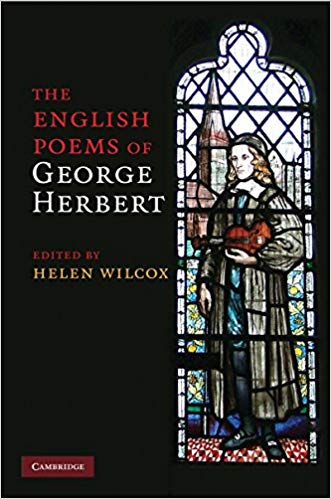 THE
ENGLISH
POEMS OF
GEORGE
HERBERT
EDITED BY
HELEN WILCOX
CAMBRIDGE